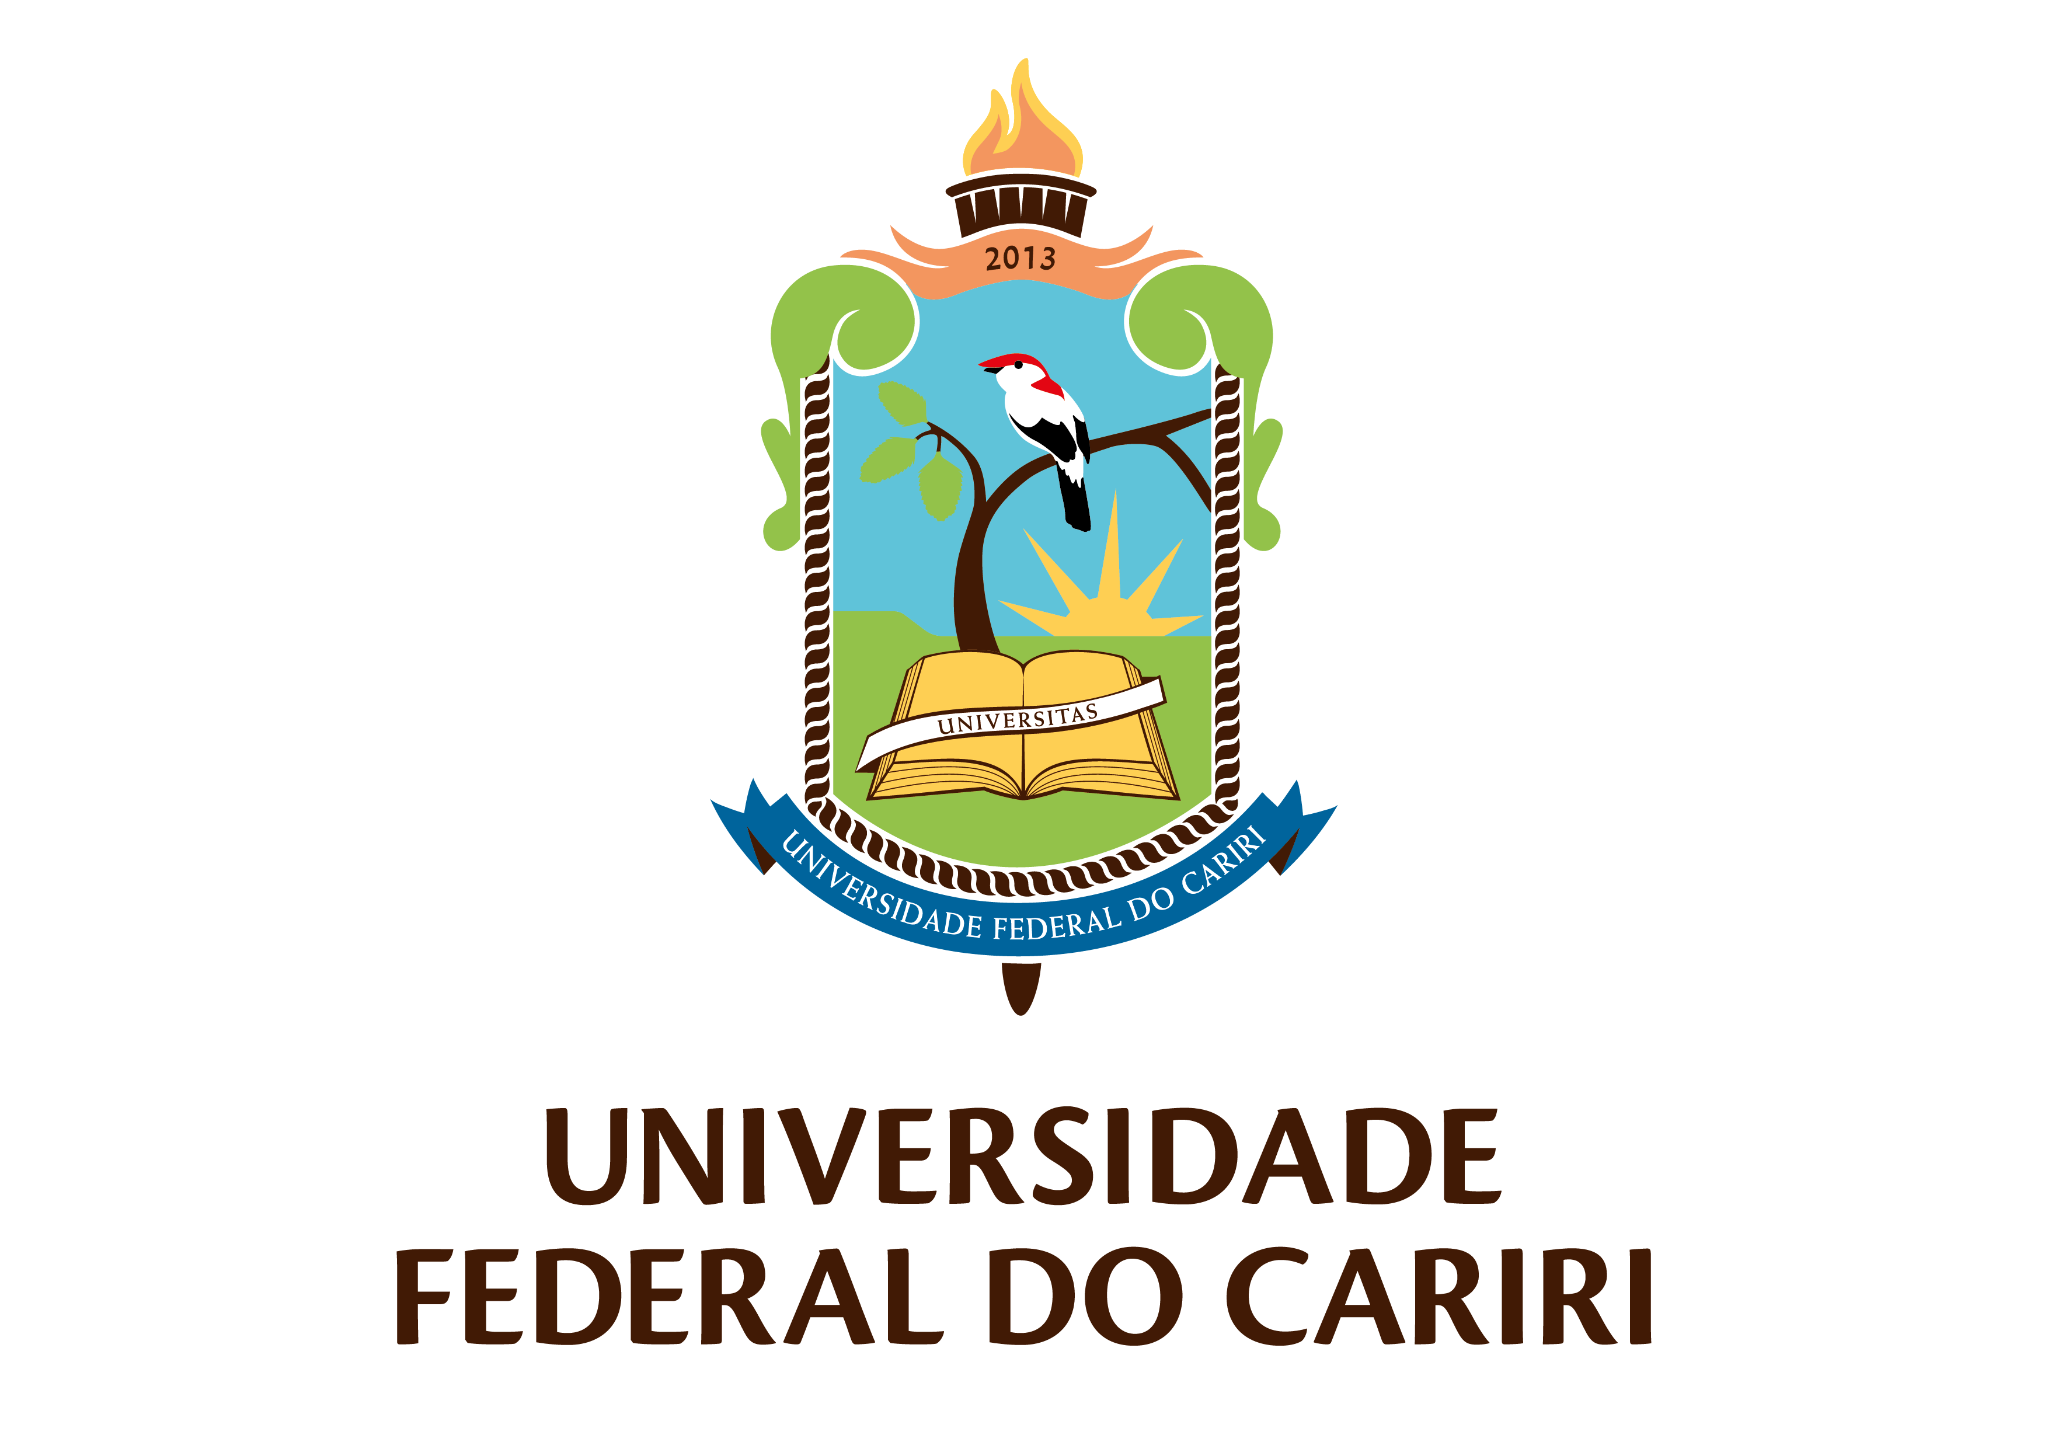 2013
UNIVERSITAS
UNIVERSIDADE FEDERAL DO CARIRI
UNIVERSIDADE
FEDERAL DO CARIRI